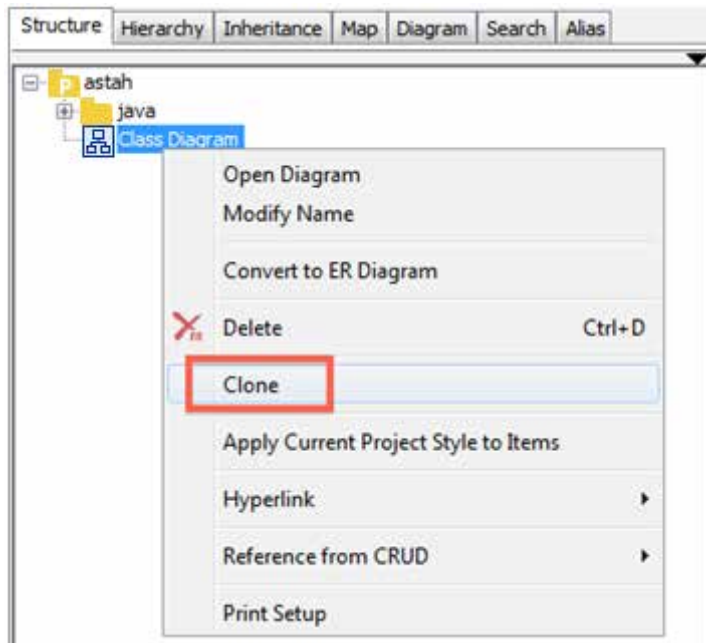 Structure Hierarchy Inheritance Map Diagram Search Alias
astah
java
Class Diagram
Open Diagram
Modify Name
Convert to ER Diagram
Delete Ctrl+D
Clone
Apply Current Project Style to Items
Hyperlink
Reference from CRUD
Print Setup